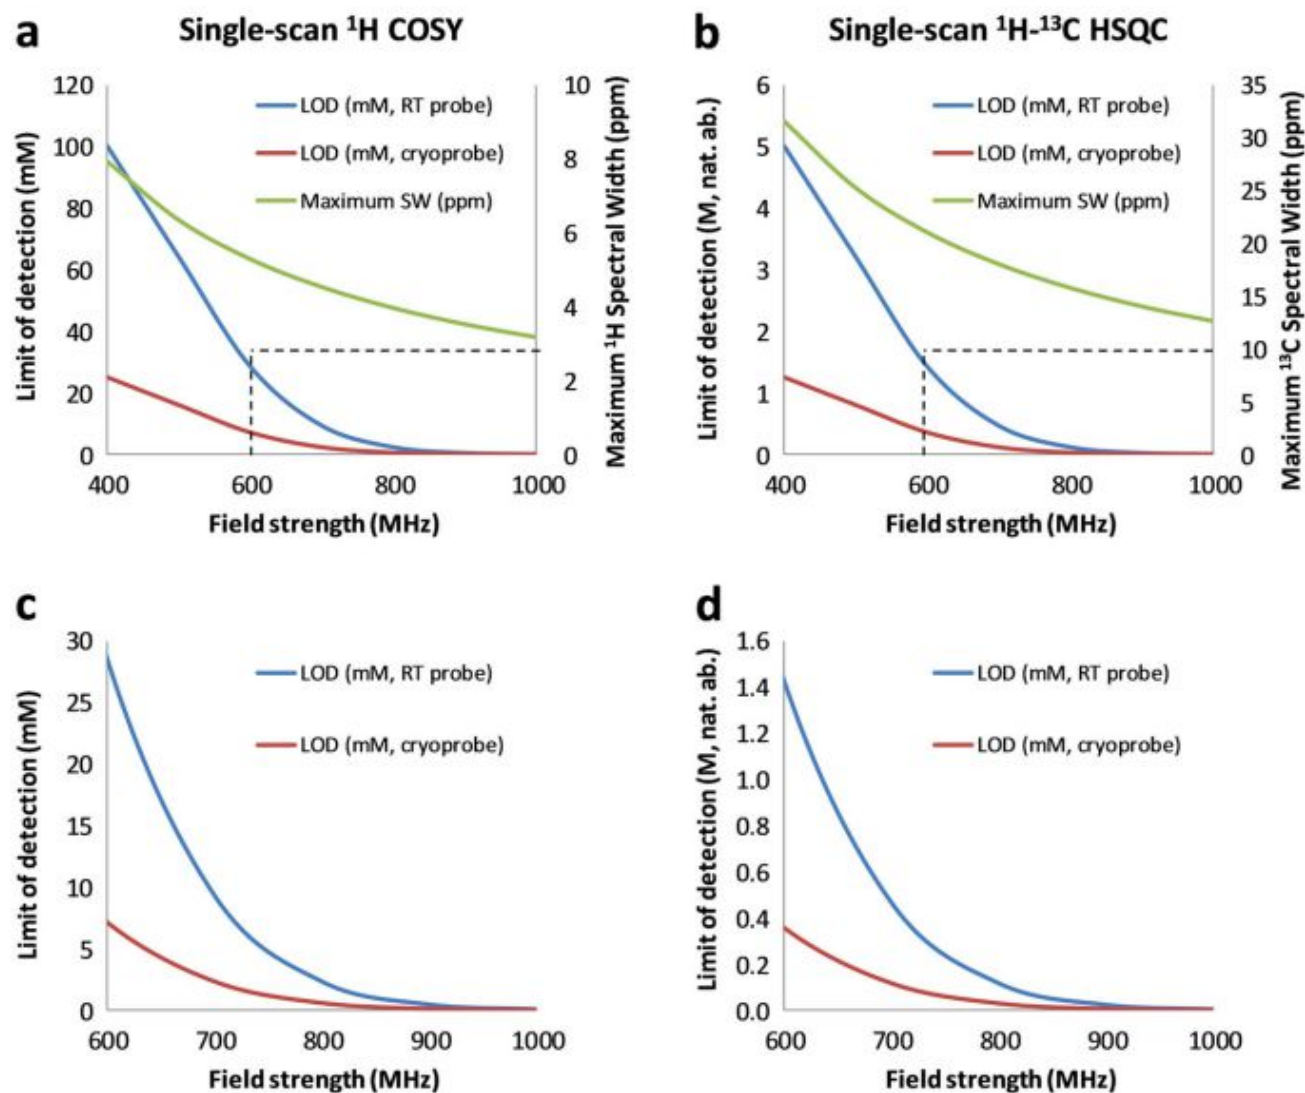 a
Single-scan ¹H COSY
120
100
80
60
40
20
0
Limit of detection (mM)
LOD (mM, RT probe)
LOD (mM, cryoprobe)
Maximum SW (ppm)
10
8
6
4
2
0
Maximum ¹H Spectral Width (ppm)
400
600
800
1000
Field strength (MHz)
b
Single-scan ¹H-¹³C HSQC
6
5
4
3
2
1
0
Limit of detection (M, nat. ab.)
LOD (mM, RT probe)
LOD (mM, cryoprobe)
Maximum SW (ppm)
35
30
25
20
15
10
5
0
Maximum ¹³C Spectral Width (ppm)
400
600
800
1000
Field strength (MHz)
c
30
25
20
15
10
5
0
Limit of detection (mM)
LOD (mM, RT probe)
LOD (mM, cryoprobe)
600
700
800
900
1000
Field strength (MHz)
d
1.6
1.4
1.2
1.0
0.8
0.6
0.4
0.2
0.0
Limit of detection (M, nat. ab.)
LOD (mM, RT probe)
LOD (mM, cryoprobe)
600
700
800
900
1000
Field strength (MHz)